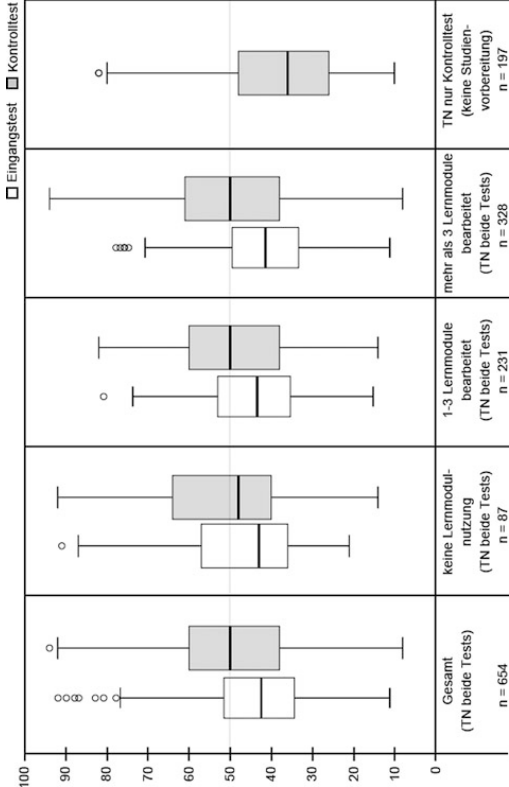 Eingangstest Kontrolltest
100
90
80
70
60
50
40
30
20
10
0
Gesamt
(TN beide Tests)
n = 654
keine Lernmodul-
nutzung
(TN beide Tests)
n = 87
1-3 Lernmodule
bearbeitet
(TN beide Tests)
n = 231
mehr als 3 Lernmodule
bearbeitet
(TN beide Tests)
n = 328
TN nur Kontrolltest
(keine Studien-
vorbereitung)
n = 197